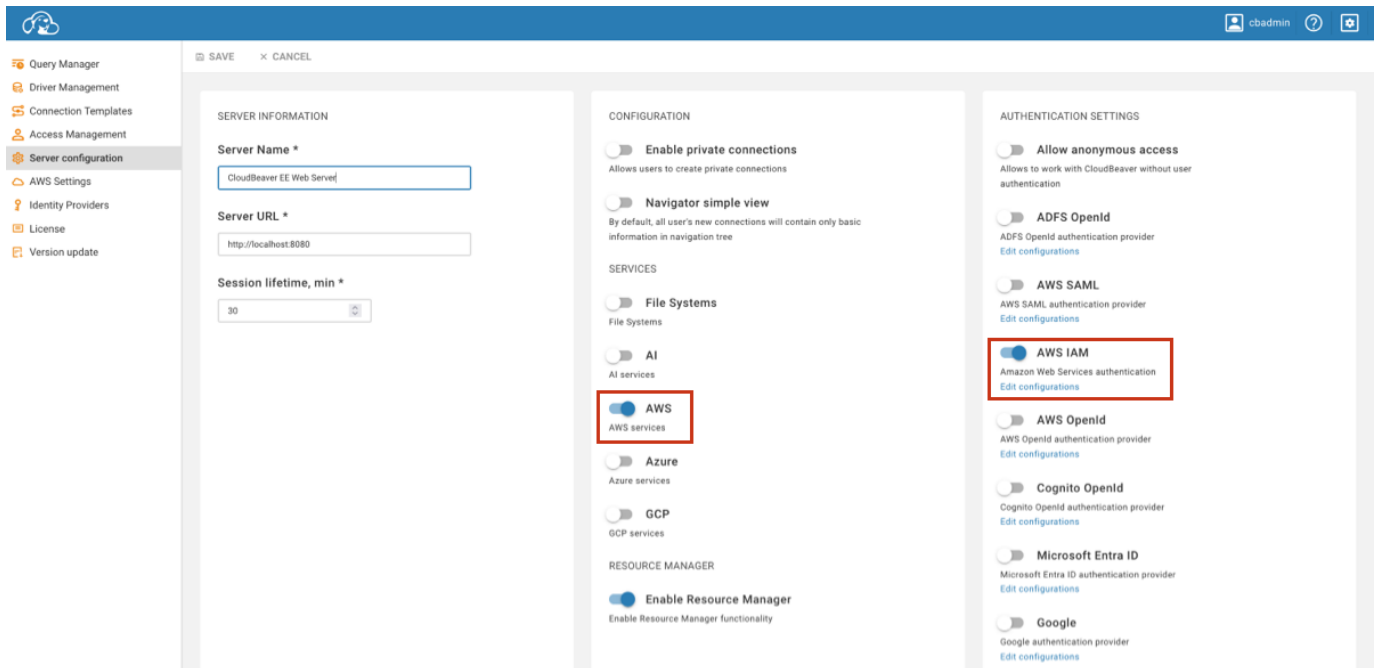 cbadmin
Query Manager
Driver Management
Connection Templates
Access Management
Server configuration
AWS Settings
Identity Providers
License
Version update
SAVE
CANCEL
SERVER INFORMATION
Server Name *
CloudBeaver EE Web Server
Server URL *
http://localhost:8080
Session lifetime, min *
30
CONFIGURATION
Enable private connections
Allows users to create private connections
Navigator simple view
By default, all user's new connections will contain only basic
information in navigation tree
SERVICES
File Systems
File Systems
AI
AI services
AWS
AWS services
Azure
Azure services
GCP
GCP services
RESOURCE MANAGER
Enable Resource Manager
Enable Resource Manager functionality
AUTHENTICATION SETTINGS
Allow anonymous access
Allows to work with CloudBeaver without user
authentication
ADFS OpenId
ADFS OpenId authentication provider
Edit configurations
AWS SAML
AWS SAML authentication provider
Edit configurations
AWS IAM
Amazon Web Services authentication
Edit configurations
AWS OpenId
AWS OpenId authentication provider
Edit configurations
Cognito OpenId
Cognito OpenId authentication provider
Edit configurations
Microsoft Entra ID
Microsoft Entra ID authentication provider
Edit configurations
Google
Google authentication provider
Edit configurations